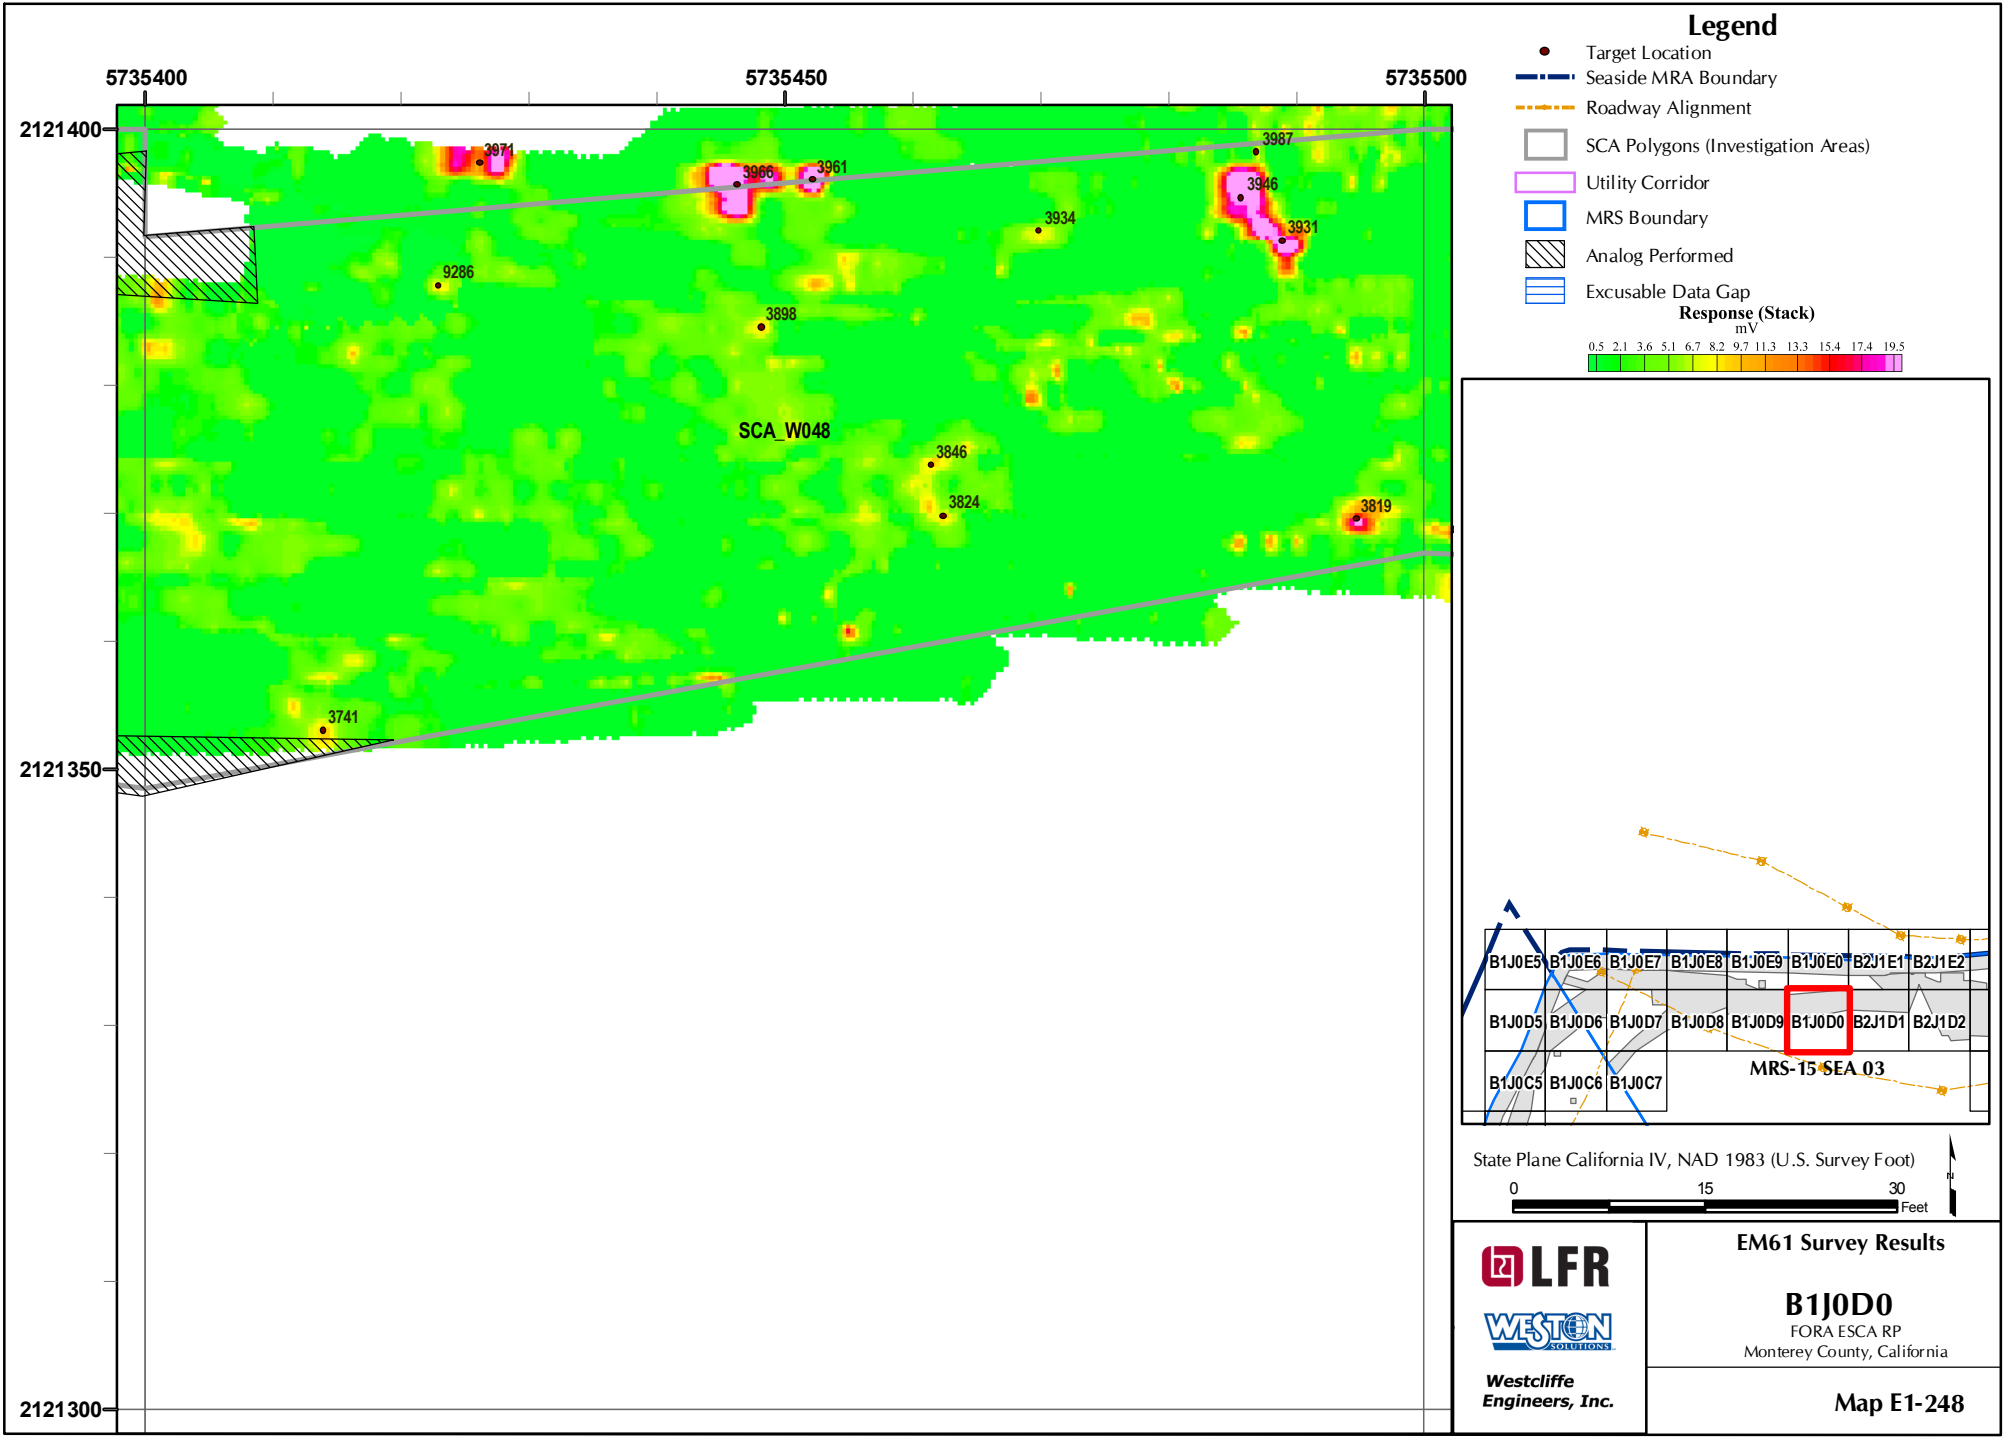 5735400
5735450
5735500
2121400
2121350
2121300
3971
3966
3961
3987
3946
3931
3934
9286
3898
SCA_W048
3846
3824
3819
3741
Legend
Target Location
Seaside MRA Boundary
Roadway Alignment
SCA Polygons (Investigation Areas)
Utility Corridor
MRS Boundary
Analog Performed
Excusable Data Gap
Response (Stack)
mV
0.5 2.1 3.6 5.1 6.7 8.2 9.7 11.3 13.3 15.4 17.4 19.5
B1J0E5 B1J0E6 B1J0E7 B1J0E8 B1J0E9 B1J0E0 B2J1E1 B2J1E2
B1J0D5 B1J0D6 B1J0D7 B1J0D8 B1J0D9 B1J0D0 B2J1D1 B2J1D2
MRS-15 SEA 03
B1J0C5 B1J0C6 B1J0C7
State Plane California IV, NAD 1983 (U.S. Survey Foot)
0 15 30
Feet
N
LFR
WESTON
SOLUTIONS
Westcliffe
Engineers, Inc.
EM61 Survey Results
B1J0D0
FORA ESCA RP
Monterey County, California
Map E1-248